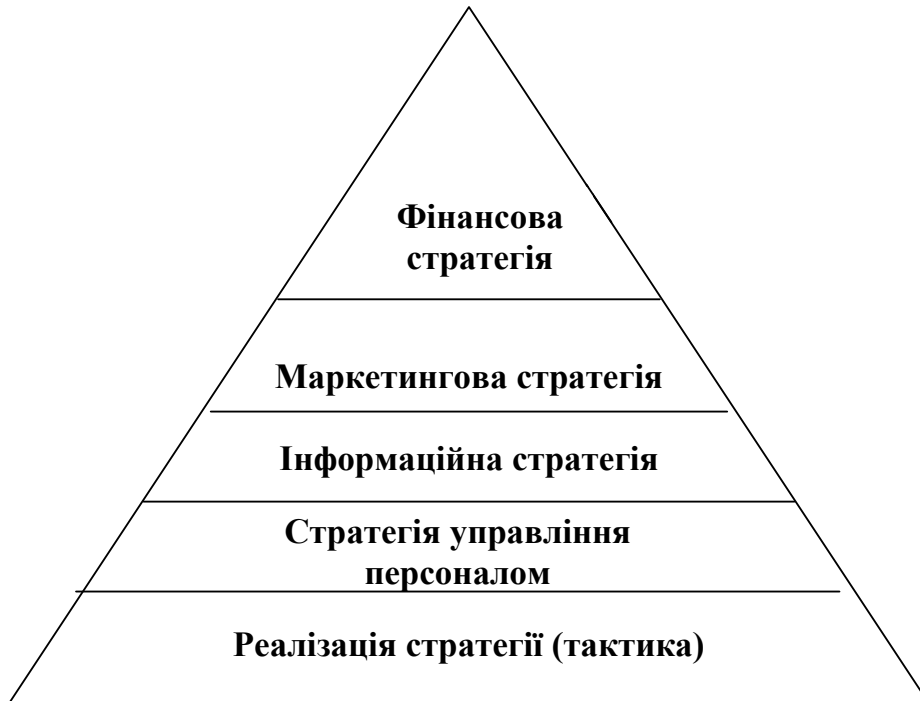 Фінансова
стратегія
Маркетингова стратегія
Інформаційна стратегія
Стратегія управління
персоналом
Реалізація стратегії (тактика)